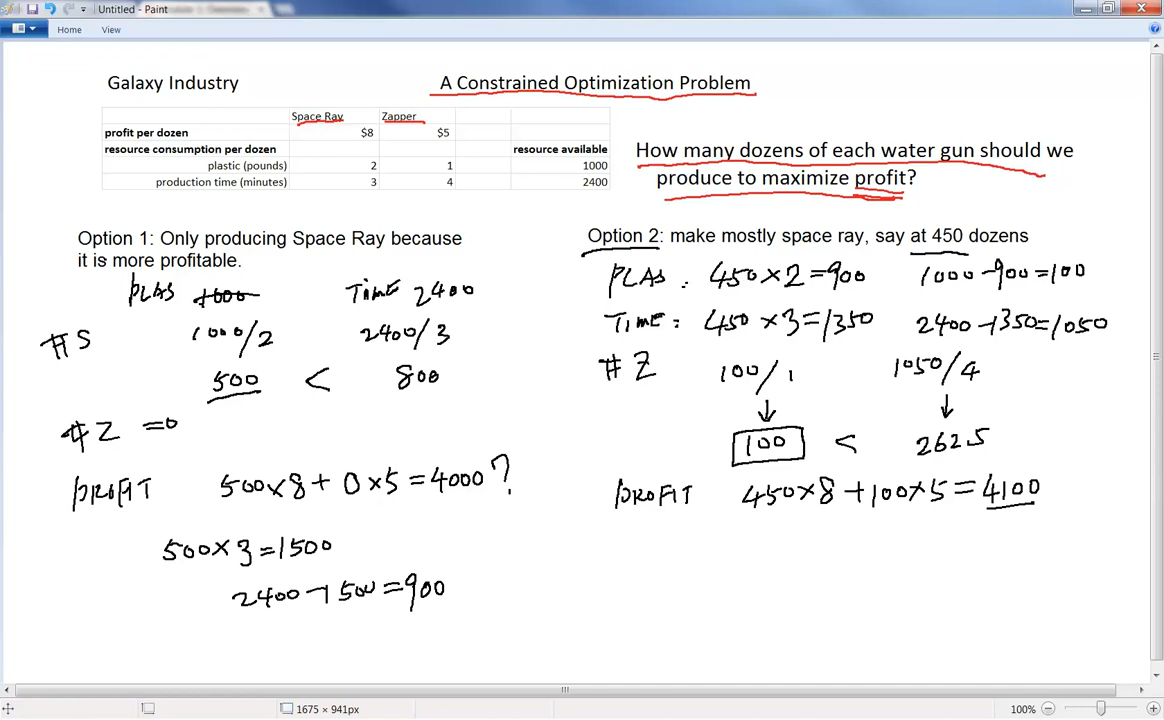 Untitled - Paint
Home View
Galaxy Industry
A Constrained Optimization Problem
Space Ray Zapper
profit per dozen $8 $5
resource consumption per dozen resource available
plastic (pounds) 2 1 1000
production time (minutes) 3 4 2400
How many dozens of each water gun should we
produce to maximize profit?
Option 1: Only producing Space Ray because
it is more profitable.
PLAS 1000 TIME 2400
#S 1000/2 2400/3
500 < 800
#Z =0
PROFIT 500×8+ 0×5=4000?
500×3=1500
2400-1500=900
Option 2: make mostly space ray, say at 450 dozens
PLAS: 450×2=900 1000-900=100
TIME: 450×3=1350 2400-1350=1050
#Z 100/1 1050/4
100 < 262.5
PROFIT 450×8+100×5=4100
1675 × 941px 100%